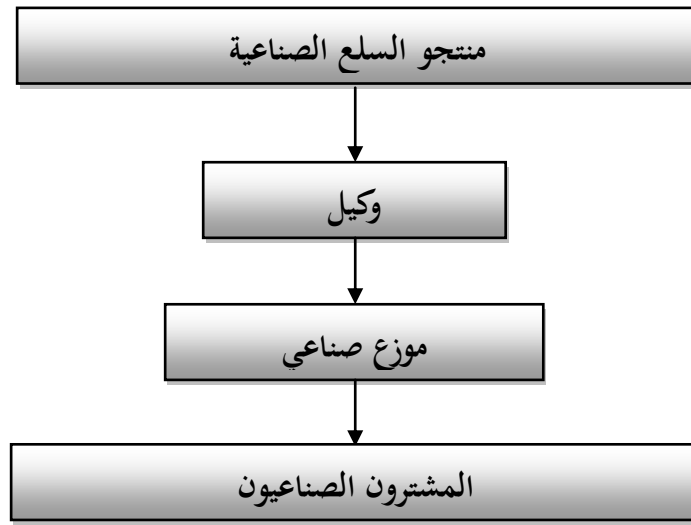 منتجو السلع الصناعية
وكيل
موزع صناعي
المشترون الصناعيون